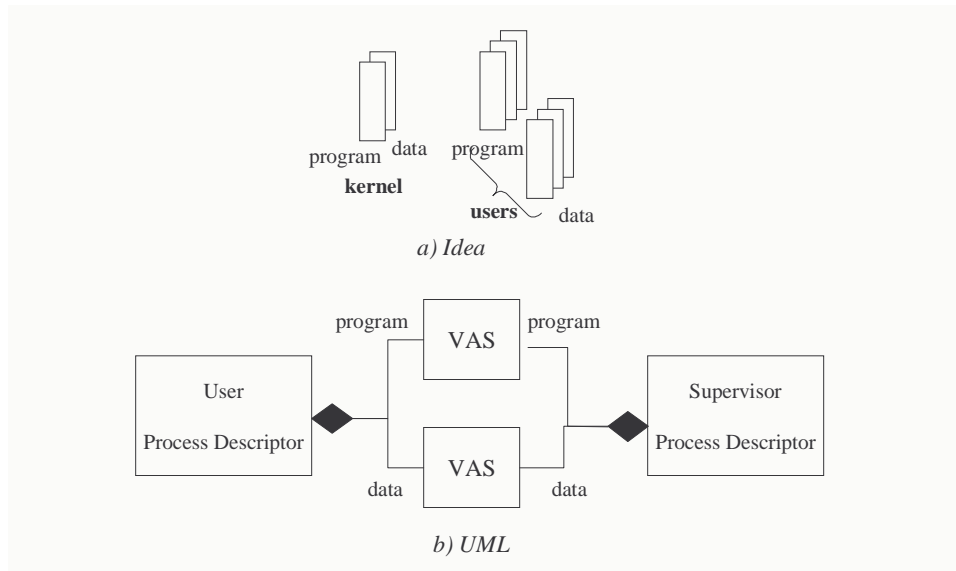 program
data
kernel
program
users
data
a) Idea
program
VAS
program
User
Process Descriptor
Supervisor
Process Descriptor
data
VAS
data
b) UML